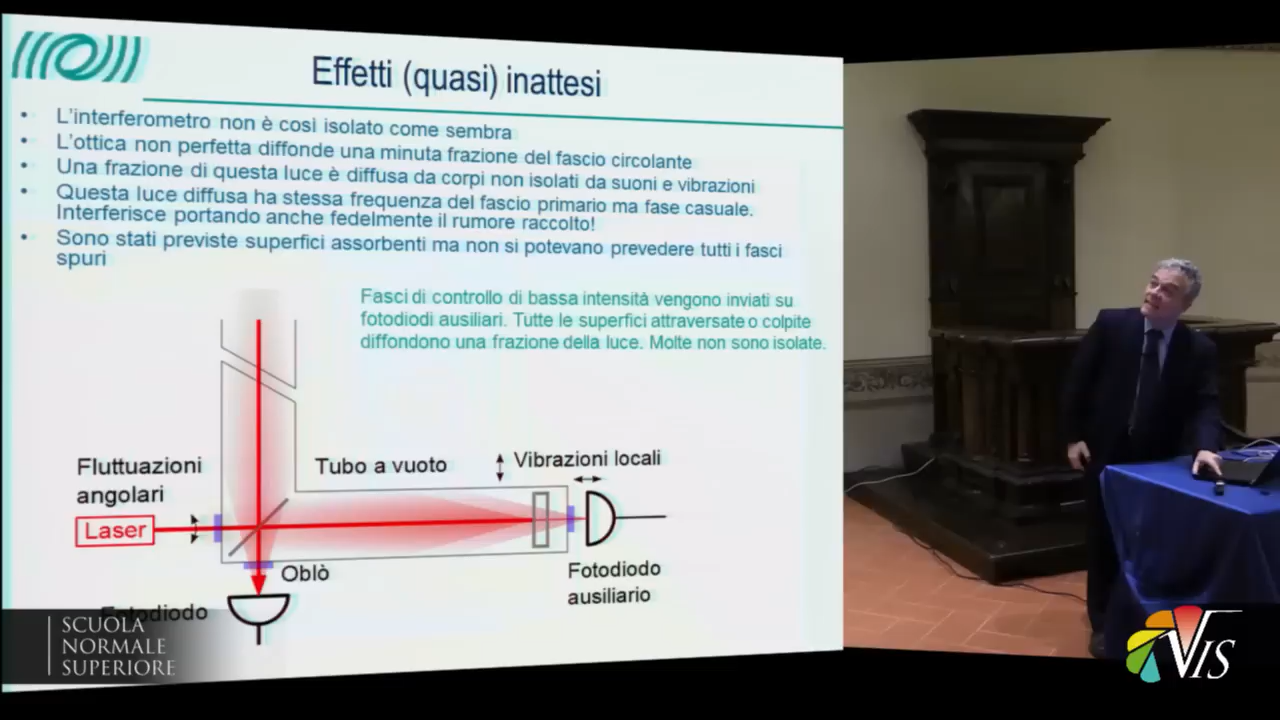 Effetti (quasi) inattesi
• L'interferometro non è così isolato come sembra
• L'ottica non perfetta diffonde una minuta frazione del fascio circolante
• Una frazione di questa luce è diffusa da corpi non isolati da suoni e vibrazioni
• Questa luce diffusa ha stessa frequenza del fascio primario ma fase casuale.
Interferisce portando anche fedelmente il rumore raccolto!
• Sono stati previste superfici assorbenti ma non si potevano prevedere tutti i fasci
spuri
Fasci di controllo di bassa intensità vengono inviati su
fotodiodi ausiliari. Tutte le superfici attraversate o colpite
diffondono una frazione della luce. Molte non sono isolate.
Fluttuazioni
angolari
Tubo a vuoto
Vibrazioni locali
Laser
Oblò
Fotodiodo
ausiliario
Fotodiodo
SCUOLA
NORMALE
SUPERIORE
VIS